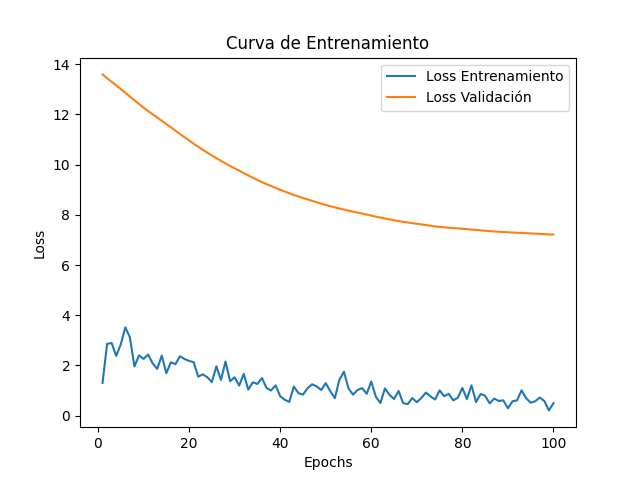 Curva de Entrenamiento
Loss Entrenamiento
Loss Validación
14
12
10
8
6
4
2
0
Loss
0 20 40 60 80 100
Epochs